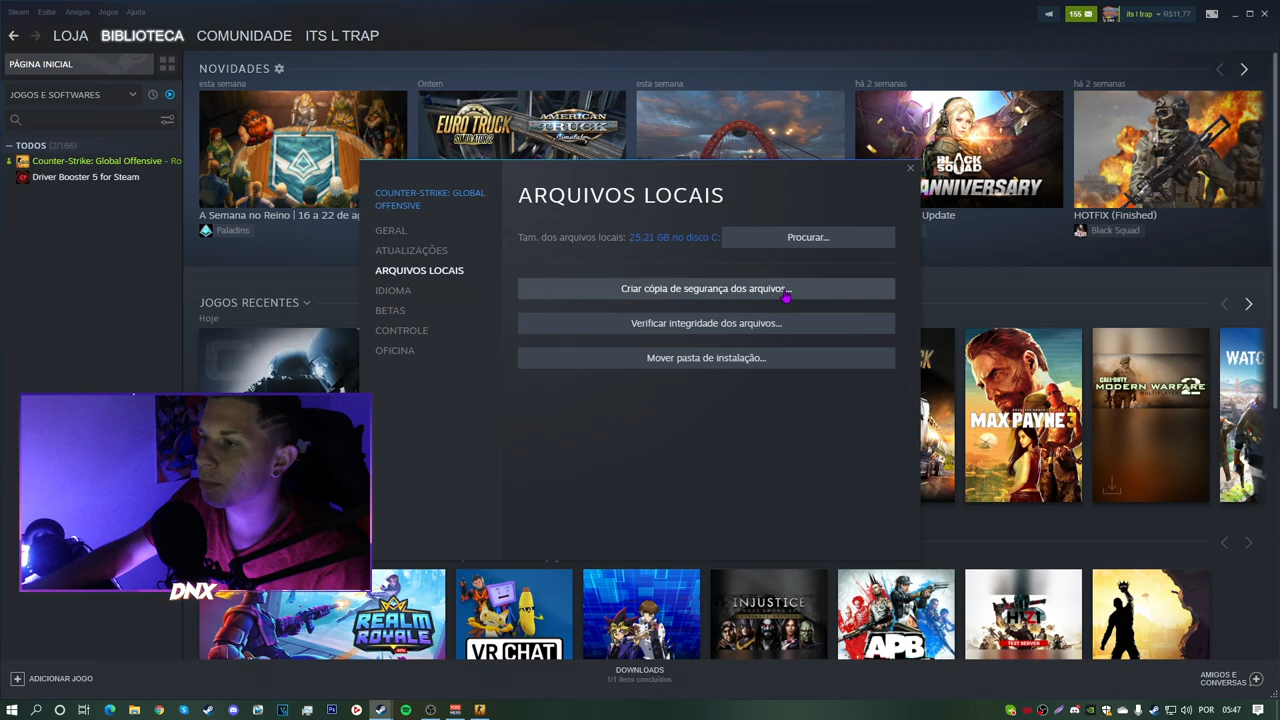 Steam Exibir Amigos Jogos Ajuda
155
its l trap
R$11,77
LOJA BIBLIOTECA COMUNIDADE ITS L TRAP
PÁGINA INICIAL
JOGOS E SOFTWARES
TODOS (2/166)
Counter-Strike: Global Offensive - Ro
Driver Booster 5 for Steam
NOVIDADES
esta semana
Ontem
esta semana
há 2 semanas
há 2 semanas
EURO TRUCK
SIMULATOR 2
AMERICAN
TRUCK
Simulator
BLACK
SQUAD
ANNIVERSARY
A Semana no Reino | 16 a 22 de ag
Paladins
Update
HOTFIX (Finished)
Black Squad
COUNTER-STRIKE: GLOBAL
OFFENSIVE
GERAL
ATUALIZAÇÕES
ARQUIVOS LOCAIS
IDIOMA
BETAS
CONTROLE
OFICINA
ARQUIVOS LOCAIS
Tam. dos arquivos locais: 25.21 GB no disco C:
Procurar...
Criar cópia de segurança dos arquivos...
Verificar integridade dos arquivos...
Mover pasta de instalação...
JOGOS RECENTES
Hoje
MAX PAYNE 3
CALL OF DUTY
MODERN WARFARE 2
MULTIPLAYER
WATC
DNX
REALM
ROYALE
VRCHAT
INJUSTICE
APB
H1Z1
TEST SERVER
ADICIONAR JOGO
DOWNLOADS
1/1 itens concluídos
AMIGOS E
CONVERSAS
POR 05:47